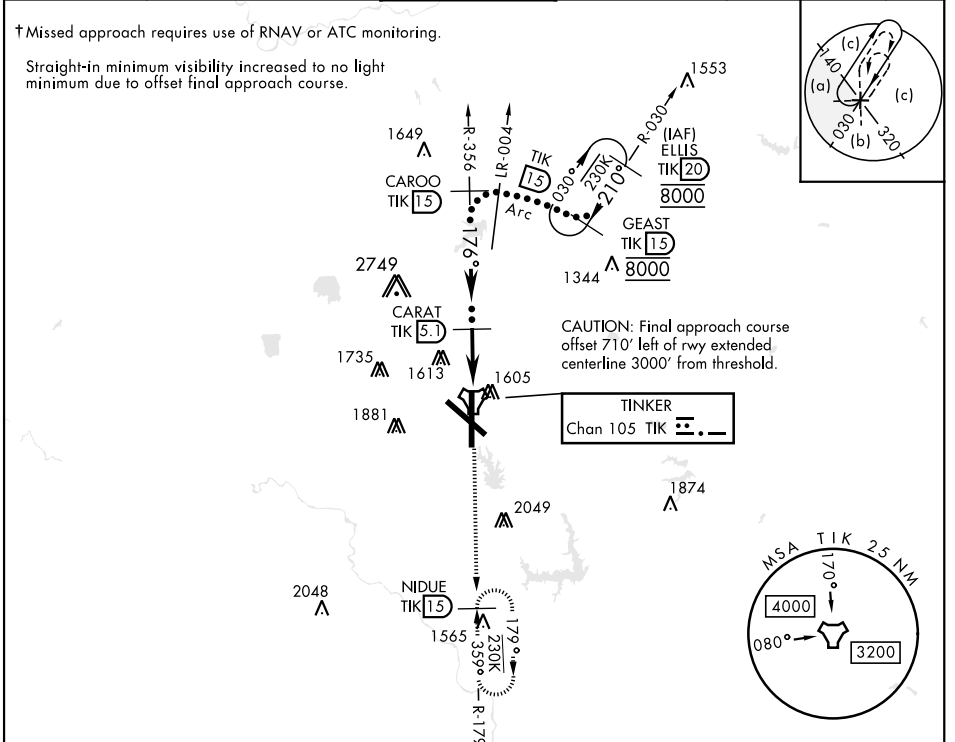 †Missed approach requires use of RNAV or ATC monitoring.
Straight-in minimum visibility increased to no light
minimum due to offset final approach course.
140
(c)
(a)
(c)
030
(b)
320
1553
R-030
(IAF)
ELLIS
TIK 20
8000
1649
R-356
LR-004
TIK
15
Arc
030°
230K
210°
CAROO
TIK 15
GEAST
TIK 15
8000
1344
176°
2749
CARAT
TIK 5.1
CAUTION: Final approach course
offset 710' left of rwy extended
centerline 3000' from threshold.
1735
1613
1605
1881
TINKER
Chan 105 TIK
1874
2049
MSA TIK 25 NM
170°
4000
080°
3200
2048
NIDUE
TIK 15
1565
359°
230K
179°
R-179